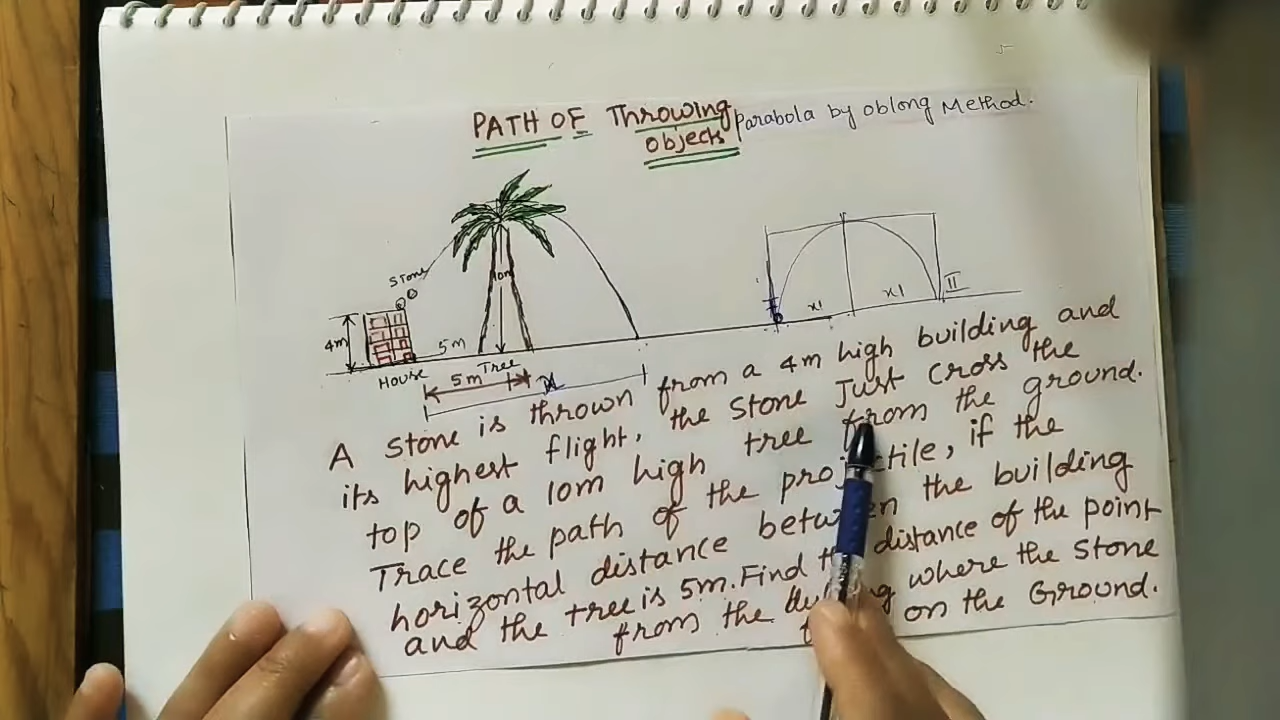 PATH OF Throwing Parabola by oblong Method.
objects
Stone
10m
4m
5m
House
Tree
5m
x
x1
x1
II
A stone is thrown from a 4m high building and
its highest flight, the stone Just cross the
top of a 10m high tree from the ground.
Trace the path of the projectile, if the
horizontal distance between the building
and the tree is 5m. Find the distance of the point
from the where the stone
on the Ground.